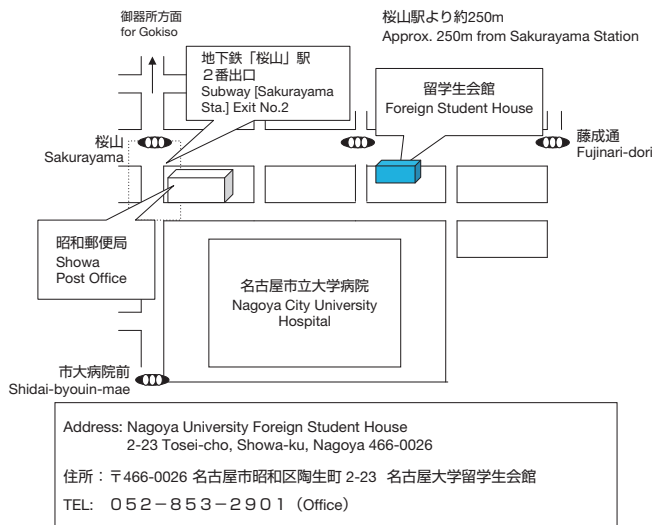 御器所方面
for Gokiso
桜山駅より約250m
Approx. 250m from Sakurayama Station
地下鉄「桜山」駅
２番出口
Subway [Sakurayama
Sta.] Exit No.2
留学生会館
Foreign Student House
桜山
Sakurayama
藤成通
Fujinari-dori
昭和郵便局
Showa
Post Office
名古屋市立大学病院
Nagoya City University
Hospital
市大病院前
Shidai-byouin-mae
Address: Nagoya University Foreign Student House
2-23 Tosei-cho, Showa-ku, Nagoya 466-0026
住所：〒466-0026 名古屋市昭和区陶生町 2-23 名古屋大学留学生会館
TEL: ０５２−８５３−２９０１（Office）